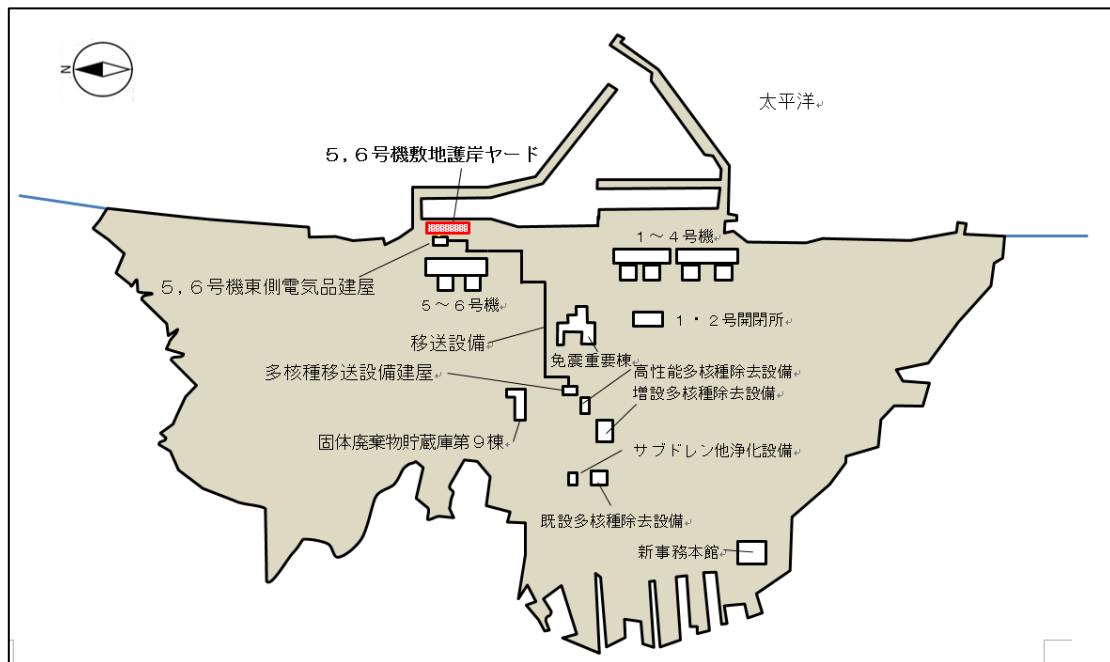 N
太平洋
5,6号機敷地護岸ヤード
1~4号機
5,6号機東側電気品建屋
5~6号機
1・2号開閉所
移送設備
免震重要棟
多核種移送設備建屋
高性能多核種除去設備
増設多核種除去設備
固体廃棄物貯蔵庫第9棟
サブドレン他浄化設備
既設多核種除去設備
新事務本館